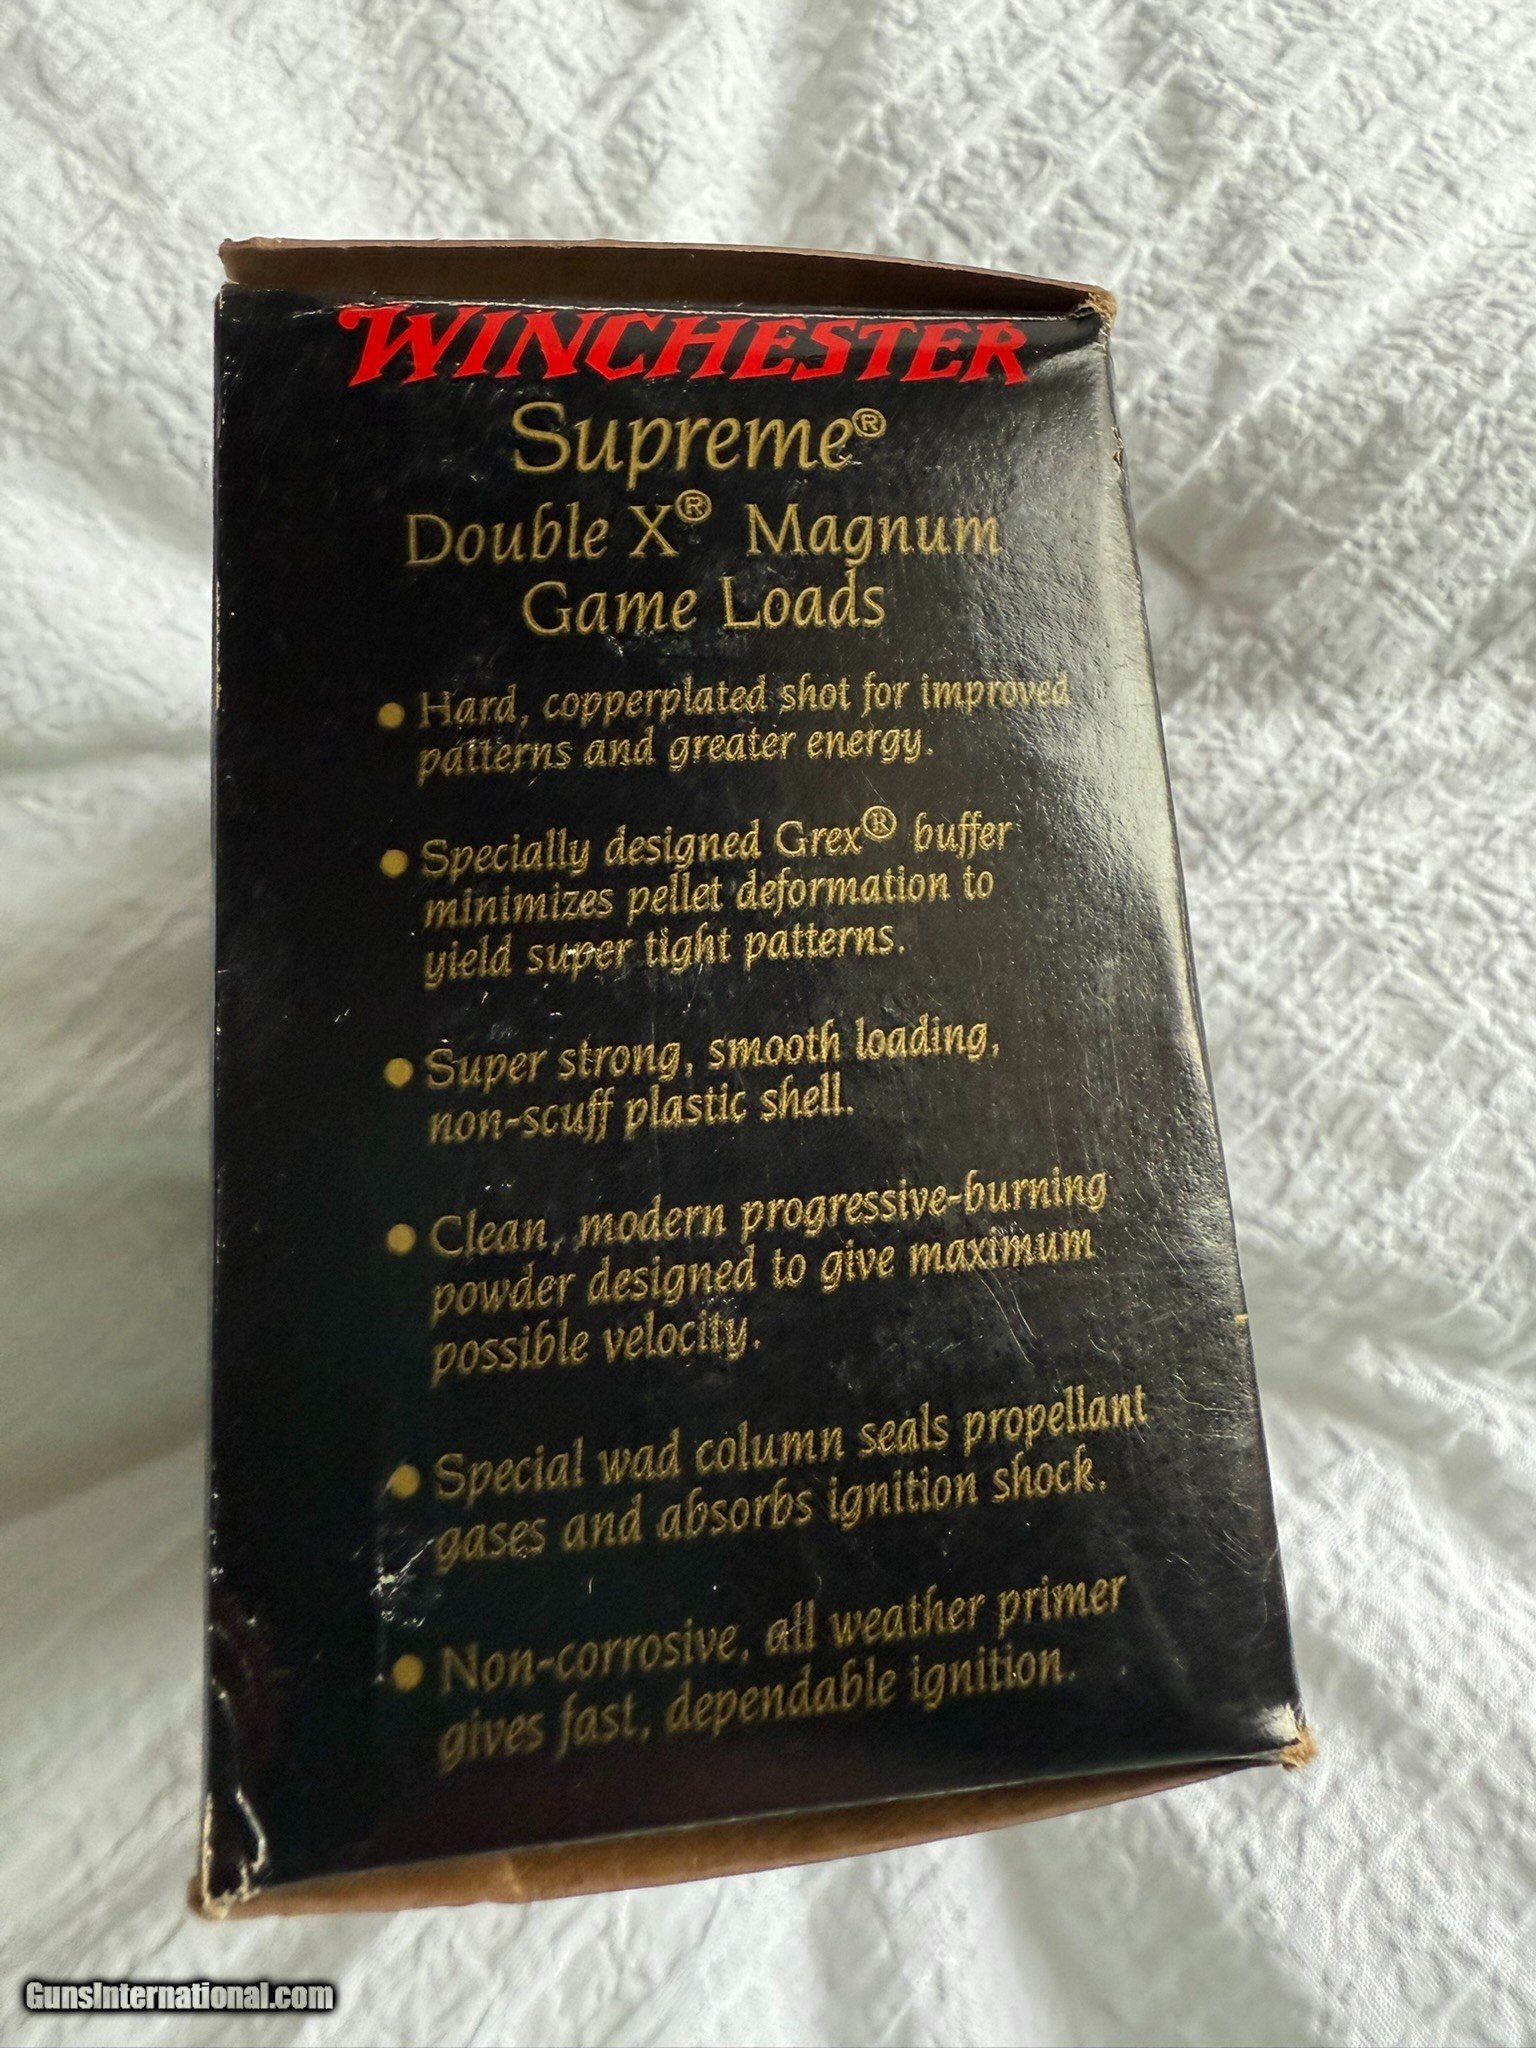 WINCHESTER
Supreme®
Double X® Magnum
Game Loads
• Hard, copperplated shot for improved
patterns and greater energy.
• Specially designed Grex® buffer
minimizes pellet deformation to
yield super tight patterns.
• Super strong, smooth loading,
non-scuff plastic shell.
• Clean, modern progressive-burning
powder designed to give maximum
possible velocity.
• Special wad column seals propellant
gases and absorbs ignition shock.
• Non-corrosive, all weather primer
gives fast, dependable ignition.
GunsInternational.com